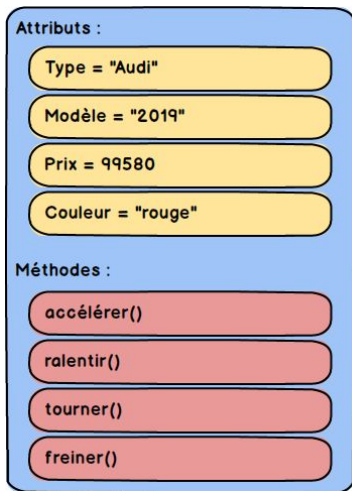 Attributs :
Type = "Audi"
Modèle = "2019"
Prix = 99580
Couleur = "rouge"
Méthodes :
accélérer()
ralentir()
tourner()
freiner()